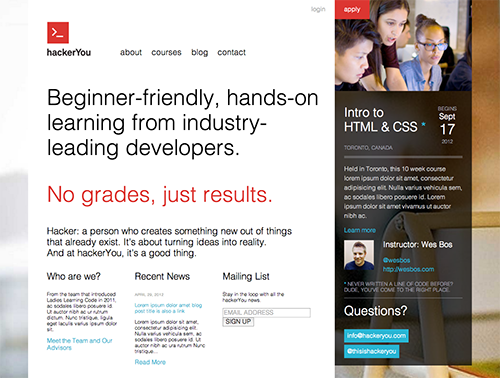 login
apply
hackerYou
about courses blog contact
Beginner-friendly, hands-on
learning from industry-
leading developers.
No grades, just results.
Hacker: a person who creates something new out of things
that already exist. It's about turning ideas into reality.
And at hackerYou, it's a good thing.
Who are we?
From the team that introduced
Ladies Learning Code in 2011,
ac sodales libero posuere id.
Ut auctor nibh ac ur rutrum
dictum. Nunc tristique, ligula
eget iaculis varius ipsum dolor
sit.
Meet the Team and Our
Advisors
Recent News
APRIL 29, 2012
Lorem ipsum dolor amet blog
post title is also a link
Lorem ipsum dolor sit amet.
Nulla varius vehicula sem, ac
sodales libero posuere id. Ut
auctor nibh ac ur rutrum Nunc
tristique...
Read More
Mailing List
Stay in the loop with all the
hackerYou news.
EMAIL ADDRESS
SIGN UP
Intro to
HTML & CSS *
BEGINS
Sept
17
2012
TORONTO, CANADA
Held in Toronto, this 10 week course
lorem ipsum dolor sit amet, consectetur
adipisicing elit. Nulla varius vehicula sem,
ac sodales libero posuere id. Lorem
ipsum dolor sit amet vivamus ut auctor
nibh ac.
Learn more
Instructor: Wes Bos
@wesbos
http://wesbos.com
* NEVER WRITTEN A LINE OF CODE BEFORE?
DUDE, YOU'VE COME TO THE RIGHT PLACE.
Questions?
info@hackeryou.com
@thisishackyou